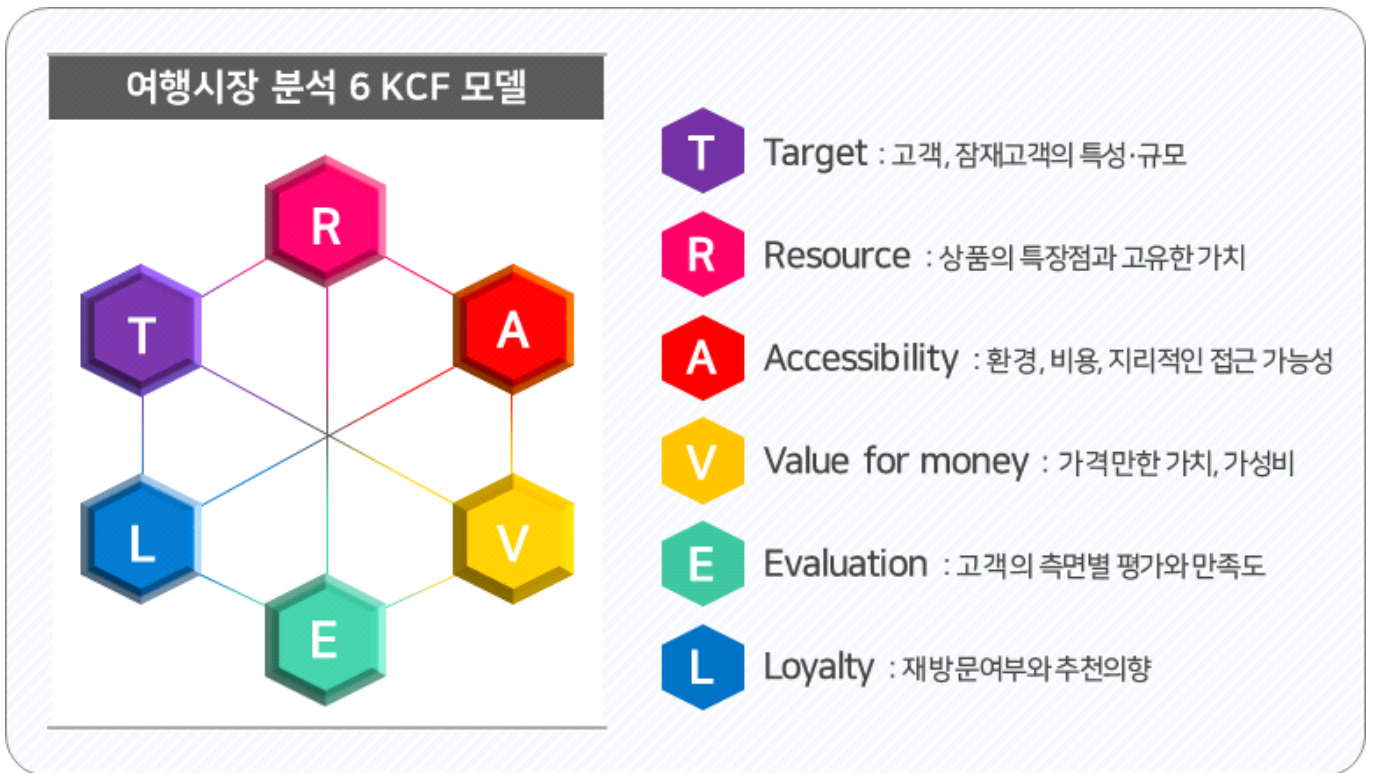 여행시장 분석 6 KCF 모델
R
T
A
L
V
E
T Target : 고객, 잠재고객의 특성·규모
R Resource : 상품의 특장점과 고유한 가치
A Accessibility : 환경, 비용, 지리적인 접근 가능성
V Value for money : 가격만한 가치, 가성비
E Evaluation : 고객의 측면별 평가와 만족도
L Loyalty : 재방문여부와 추천의향